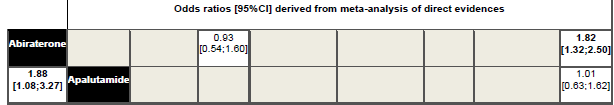 Odds ratios [95%CI] derived from meta-analysis of direct evidences
Abiraterone
0.93
[0.54;1.60]
1.82
[1.32;2.50]
1.88
[1.08;3.27]
Apalutamide
1.01
[0.63;1.62]